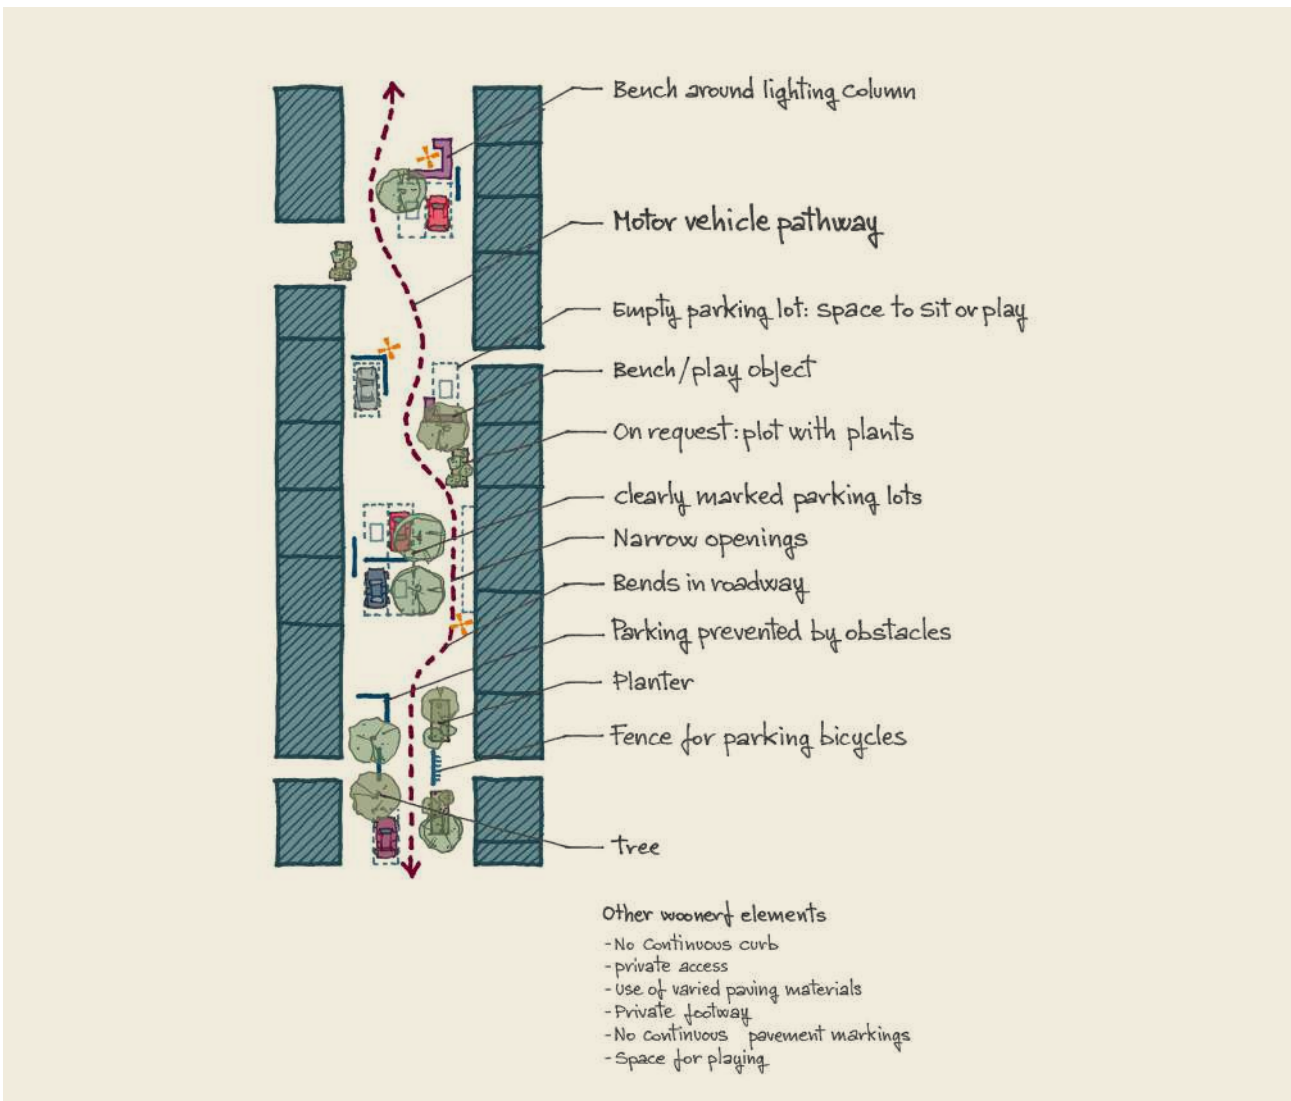 Bench around lighting column
Motor vehicle pathway
Empty parking lot: space to sit or play
Bench/play object
On request: plot with plants
clearly marked parking lots
Narrow openings
Bends in roadway
Parking prevented by obstacles
Planter
Fence for parking bicycles
Tree
Other woonerf elements
- No Continuous curb
- private access
- Use of varied paving materials
- Private footway
- No continuous pavement markings
- Space for playing